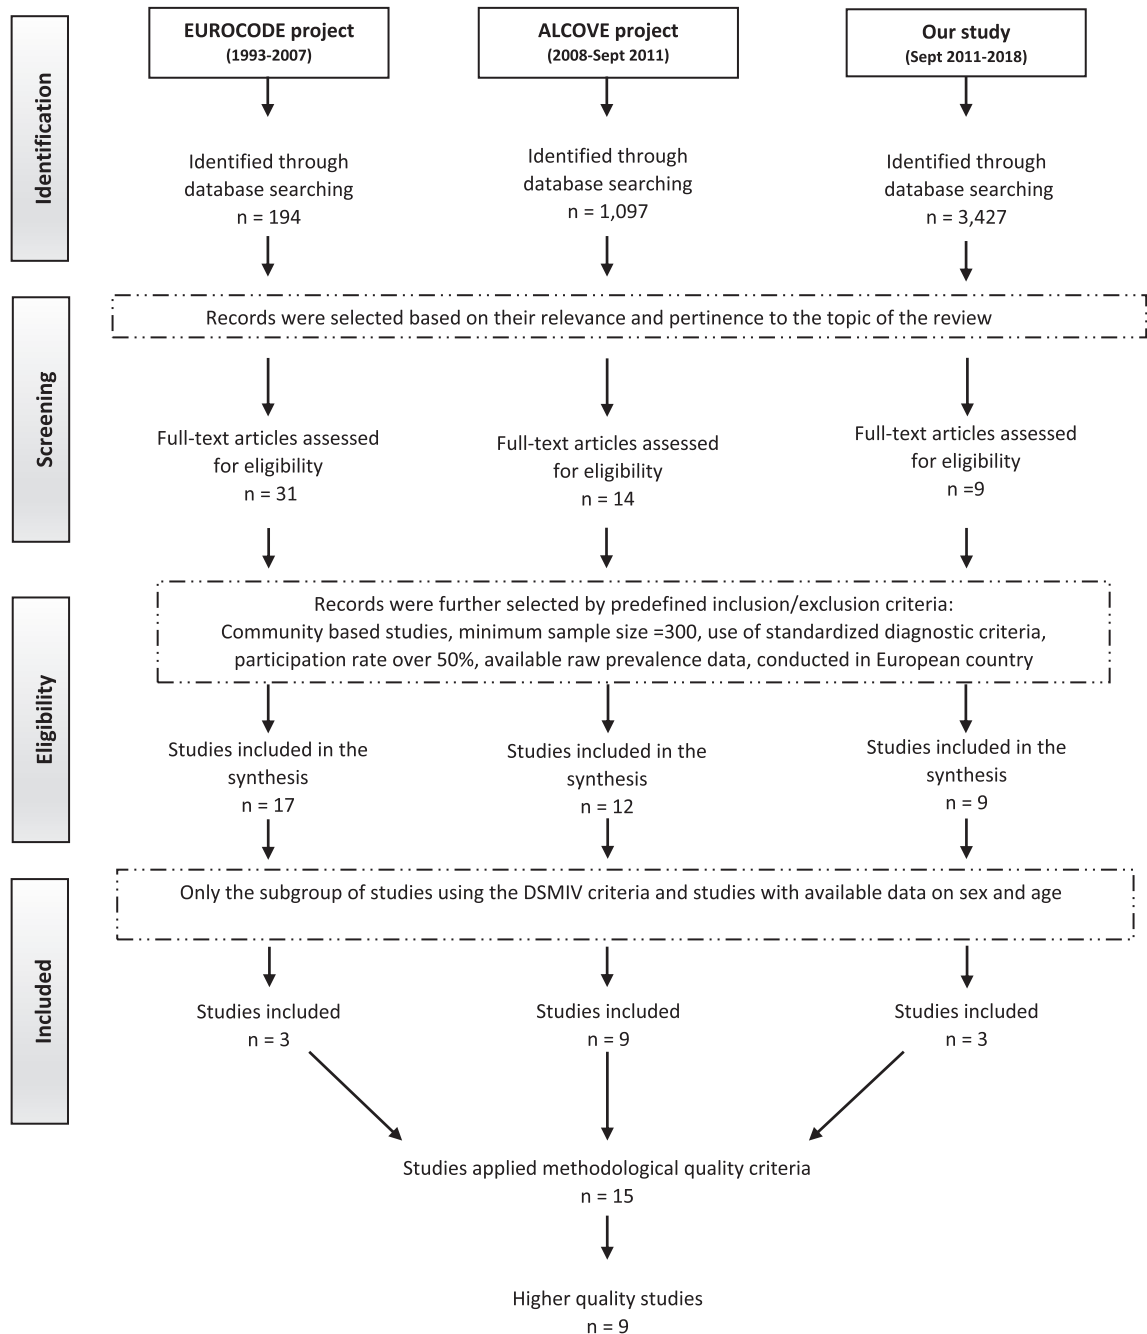 Identification
EUROCODE project
(1993-2007)
ALCOVE project
(2008-Sept 2011)
Our study
(Sept 2011-2018)
Identified through
database searching
n = 194
Identified through
database searching
n = 1,097
Identified through
database searching
n = 3,427
Screening
Records were selected based on their relevance and pertinence to the topic of the review
Full-text articles assessed
for eligibility
n = 31
Full-text articles assessed
for eligibility
n = 14
Full-text articles assessed
for eligibility
n =9
Eligibility
Records were further selected by predefined inclusion/exclusion criteria:
Community based studies, minimum sample size =300, use of standardized diagnostic criteria,
participation rate over 50%, available raw prevalence data, conducted in European country
Studies included in the
synthesis
n = 17
Studies included in the
synthesis
n = 12
Studies included in the
synthesis
n = 9
Included
Only the subgroup of studies using the DSMIV criteria and studies with available data on sex and age
Studies included
n = 3
Studies included
n = 9
Studies included
n = 3
Studies applied methodological quality criteria
n = 15
Higher quality studies
n = 9